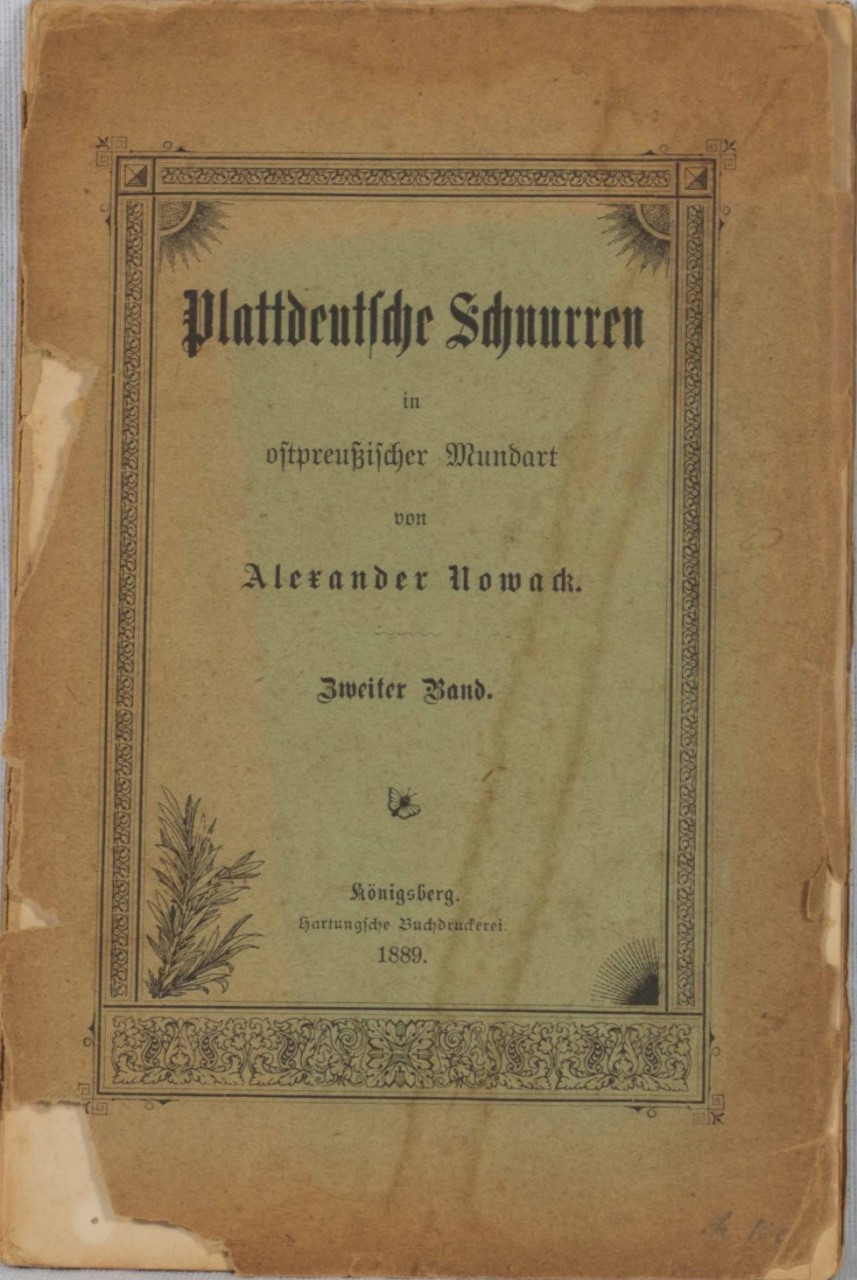 Plattdeutsche Schnurren
in
ostpreußischer Mundart
von
Alexander Nowack.
Zweiter Band.
Königsberg.
Hartungsche Buchdruckerei.
1889.